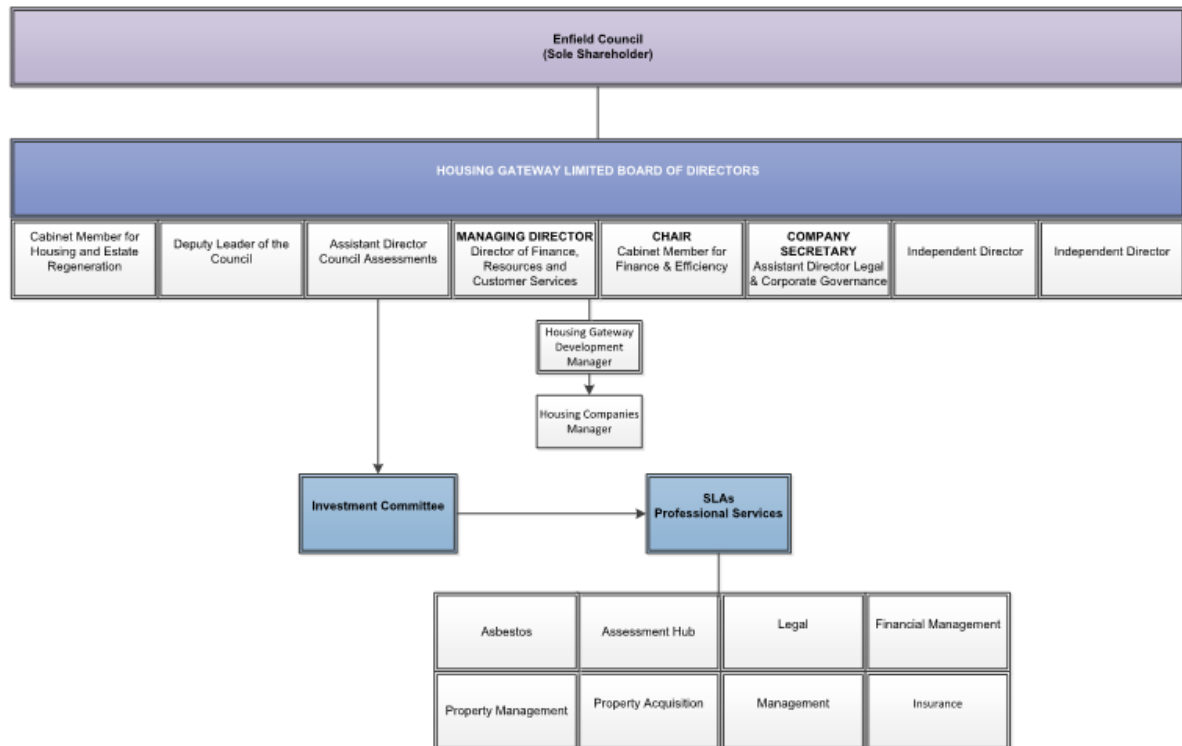 Enfield Council
(Sole Shareholder)
HOUSING GATEWAY LIMITED BOARD OF DIRECTORS
Cabinet Member for
Housing and Estate
Regeneration
Deputy Leader of the
Council
Assistant Director
Council Assessments
MANAGING DIRECTOR
Director of Finance,
Resources and
Customer Services
CHAIR
Cabinet Member for
Finance & Efficiency
COMPANY
SECRETARY
Assistant Director Legal
& Corporate Governance
Independent Director
Independent Director
Housing Gateway
Development
Manager
Housing Companies
Manager
Investment Committee
SLAs
Professional Services
Asbestos
Assessment Hub
Legal
Financial Management
Property Management
Property Acquisition
Management
Insurance